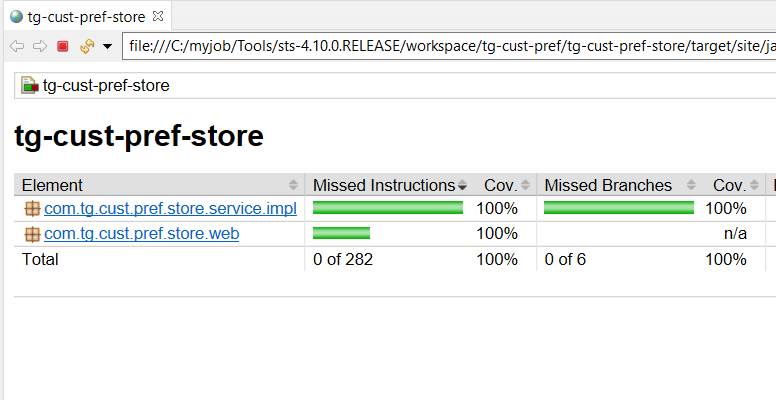 tg-cust-pref-store
file:///C:/myjob/Tools/sts-4.10.0.RELEASE/workspace/tg-cust-pref/tg-cust-pref-store/target/site/ja
tg-cust-pref-store
tg-cust-pref-store
Element Missed Instructions Cov. Missed Branches Cov.
com.tg.cust.pref.store.service.impl 100% 100%
com.tg.cust.pref.store.web 100% n/a
Total 0 of 282 100% 0 of 6 100%